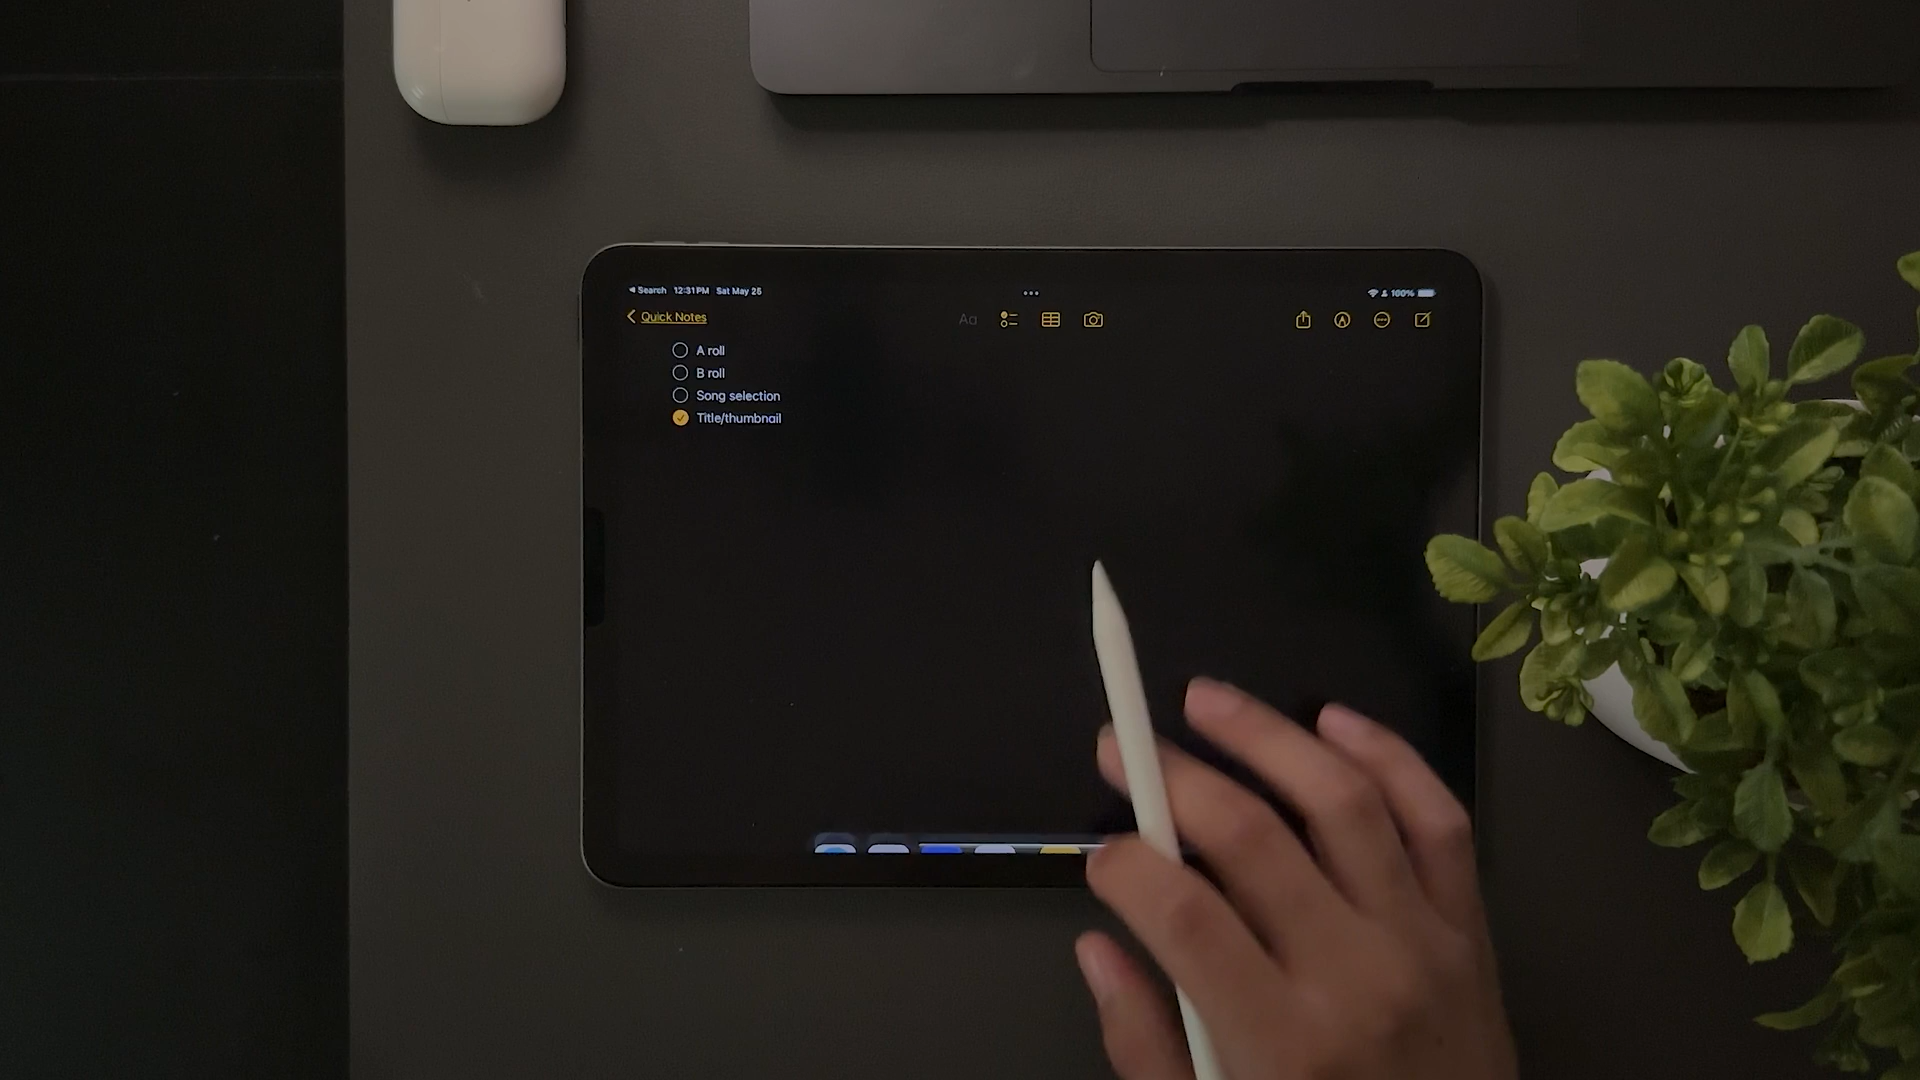 Search 12:31 PM Sat May 25
100%
Quick Notes
Aa
A roll
B roll
Song selection
Title/thumbnail